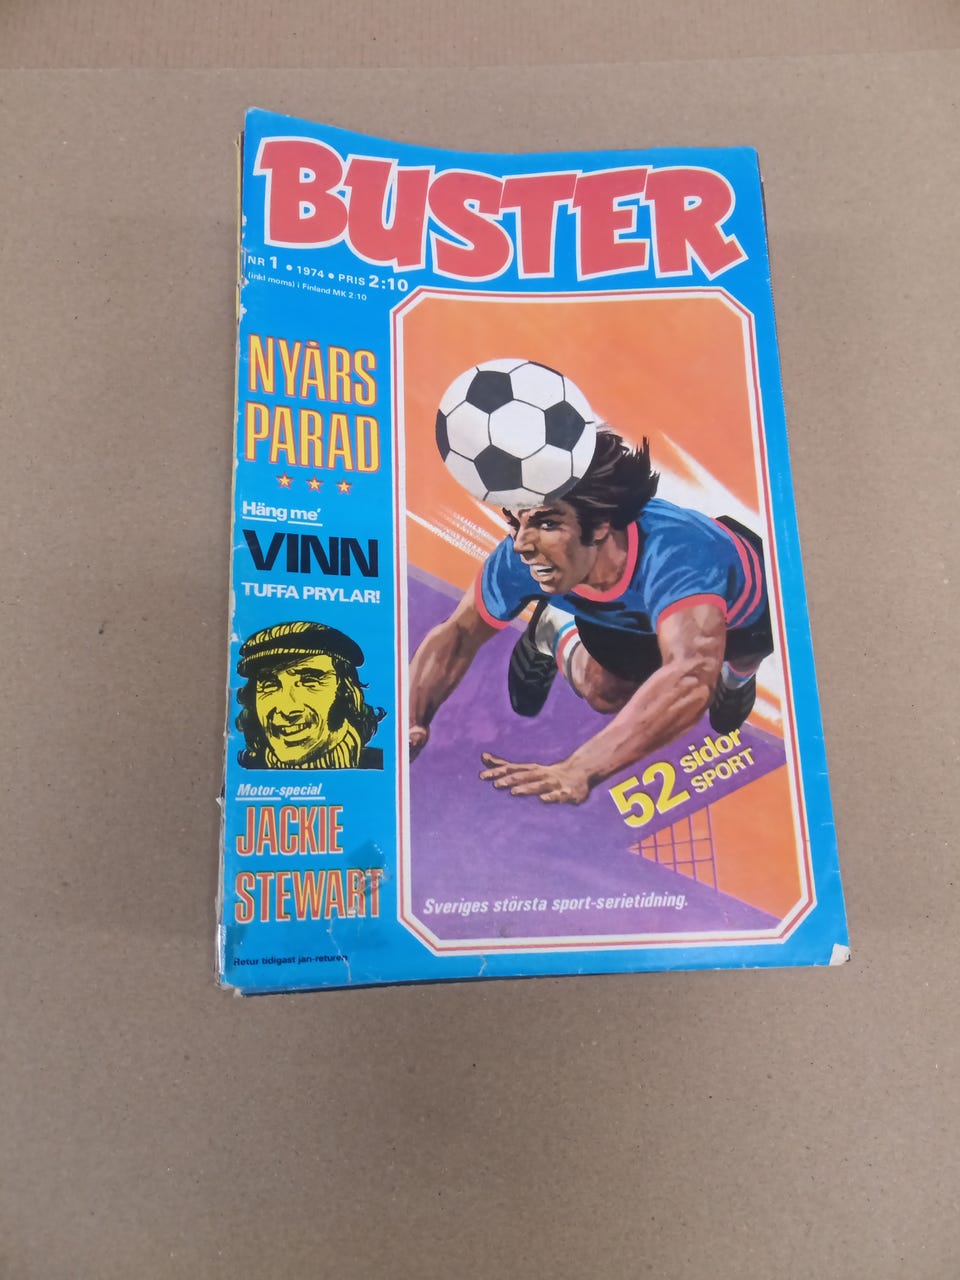 BUSTER
NR 1 • 1974 • PRIS 2:10
(inkl moms) i Finland MK 2:10
NYÅRS
PARAD
Häng me'
VINN
TUFFA PRYLAR!
Motor-special
JACKIE
STEWART
52 sidor
SPORT
Sveriges största sport-serietidning.
Retur tidigast jan-returen